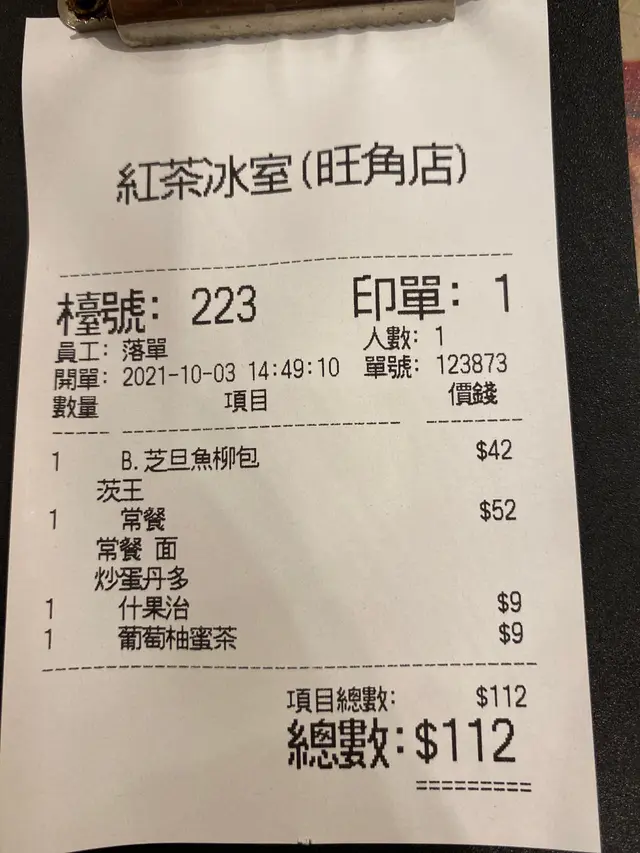 紅茶冰室(旺角店)
檯號: 223 印單: 1
員工: 落單 人數: 1
開單: 2021-10-03 14:49:10 單號: 123873
數量 項目 價錢
1 B.芝旦魚柳包 $42
茨王
1 常餐 $52
常餐 面
炒蛋丹多
1 什果治 $9
1 葡萄柚蜜茶 $9
項目總數: $112
總數: $112